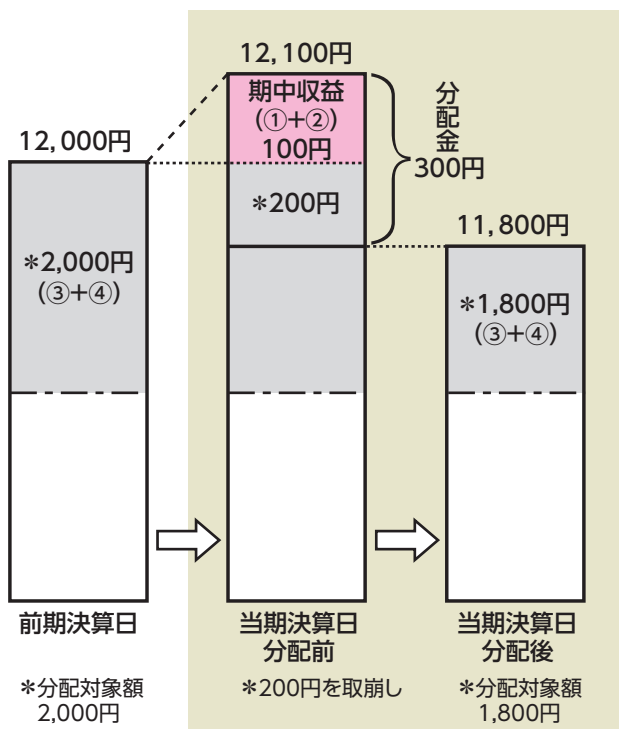 12,100円
期中収益
(①+②)
100円
分配金
300円
12,000円
*200円
11,800円
*2,000円
(③+④)
*1,800円
(③+④)
前期決算日
当期決算日
分配前
当期決算日
分配後
*分配対象額
2,000円
*200円を取崩し
*分配対象額
1,800円